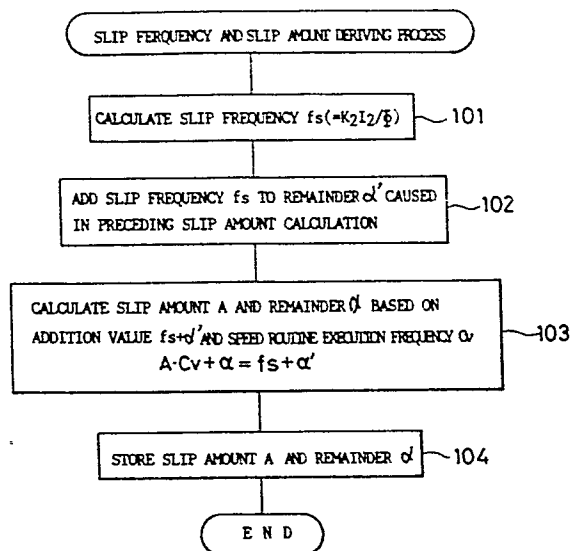 SLIP FERQUENCY AND SLIP AMOUNT DERIVING PROCESS
CALCULATE SLIP FREQUENCY fs(=K2I2/Φ)
101
ADD SLIP FREQUENCY fs TO REMAINDER α' CAUSED
IN PRECEDING SLIP AMOUNT CALCULATION
102
CALCULATE SLIP AMOUNT A AND REMAINDER α BASED ON
ADDITION VALUE fs+α' AND SPEED ROUTINE EXECUTION FREQUENCY Cv
A·Cv+α=fs+α'
103
STORE SLIP AMOUNT A AND REMAINDER α
104
END